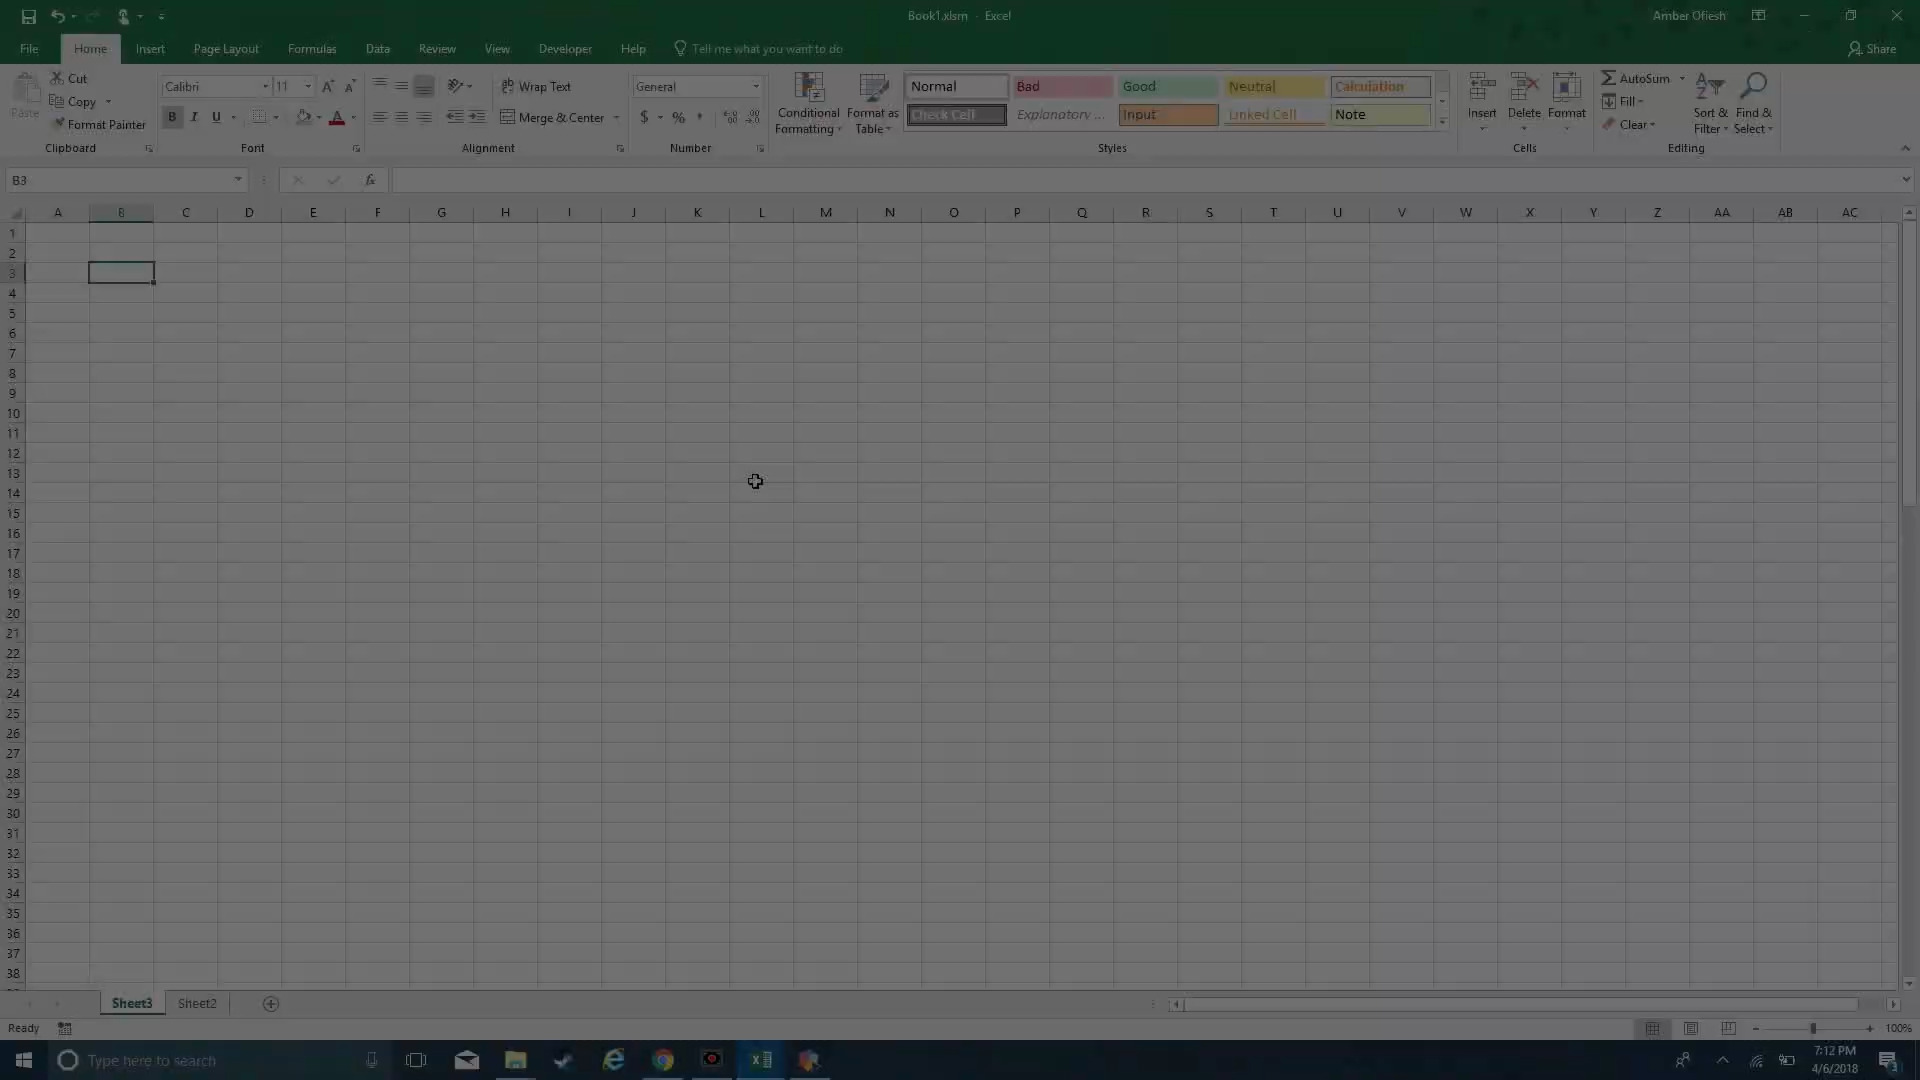 Book1.xlsm - Excel
Amber Ofiesh
File Home Insert Page Layout Formulas Data Review View Developer Help Tell me what you want to do Share
Paste
Cut
Copy
Format Painter
Clipboard
Calibri 11
B I U A
Font
Wrap Text
Merge & Center
Alignment
General
$ % ,
Number
Conditional Formatting
Format as Table
Normal Bad Good Neutral Calculation
Check Cell Explanatory ... Input Linked Cell Note
Styles
Insert Delete Format
Cells
AutoSum
Fill
Clear
Sort & Filter
Find & Select
Editing
B3 fx
A B C D E F G H I J K L M N O P Q R S T U V W X Y Z AA AB AC
1
2
3
4
5
6
7
8
9
10
11
12
13
14
15
16
17
18
19
20
21
22
23
24
25
26
27
28
29
30
31
32
33
34
35
36
37
38
Sheet3 Sheet2
Ready
100%
Type here to search
7:12 PM
4/6/2018